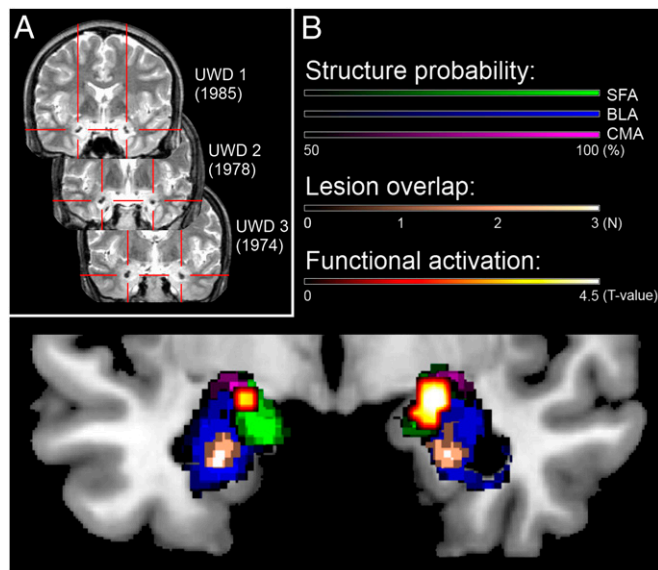 A
UWD 1
(1985)
UWD 2
(1978)
UWD 3
(1974)
B
Structure probability:
SFA
BLA
CMA
50 100 (%)
Lesion overlap:
0 1 2 3 (N)
Functional activation:
0 4.5 (T-value)